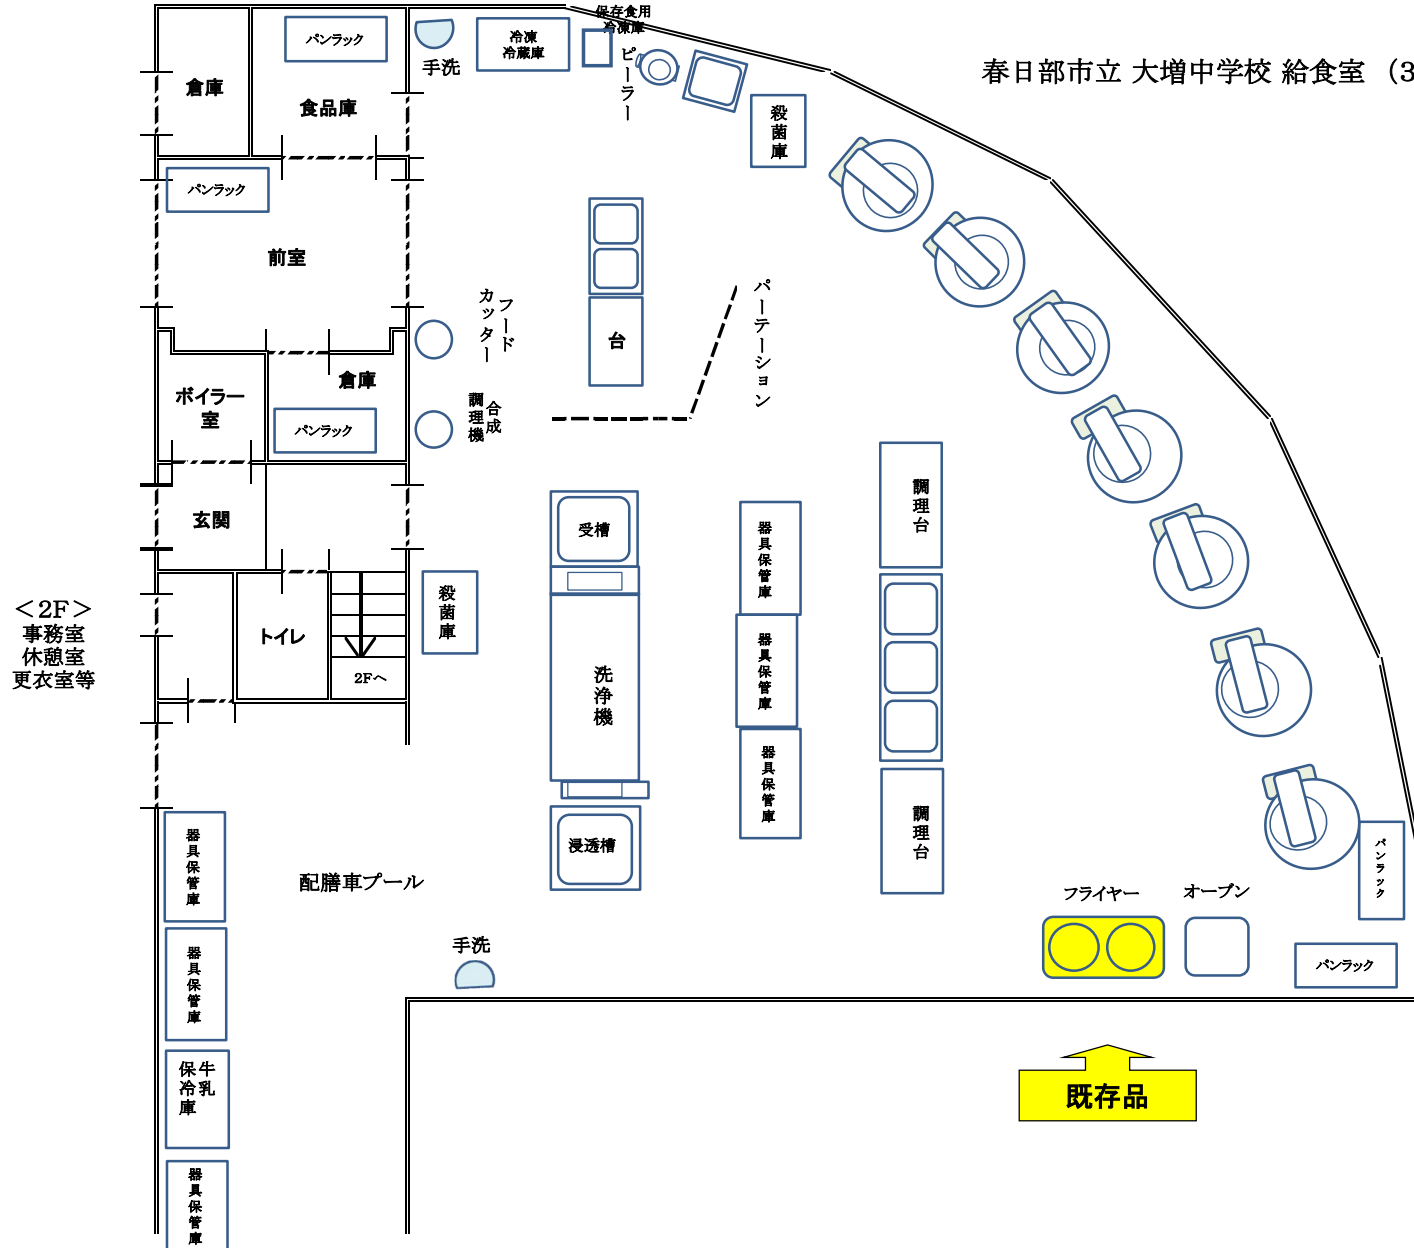 保存食用
冷凍庫
パンラック
冷凍
冷蔵庫
ピーラー
手洗
春日部市立 大増中学校 給食室 （3
倉庫
食品庫
殺菌庫
パンラック
前室
フード
カッター
パーテーション
台
倉庫
ボイラー
室
合成
調理機
パンラック
玄関
受槽
器具保管庫
調理台
殺菌庫
＜2F＞
事務室
休憩室
更衣室等
トイレ
2Fへ
洗浄機
器具保管庫
器具保管庫
調理台
浸透槽
器具保管庫
配膳車プール
パンラック
フライヤー
オーブン
手洗
パンラック
器具保管庫
牛乳
保冷庫
既存品
器具保管庫